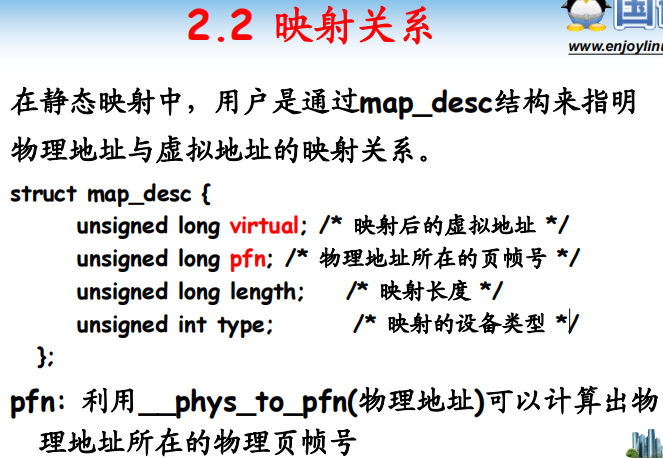 2.2 映射关系
国
www.enjoylin
在静态映射中，用户是通过map_desc结构来指明
物理地址与虚拟地址的映射关系。
struct map_desc {
unsigned long virtual; /* 映射后的虚拟地址 */
unsigned long pfn; /* 物理地址所在的页帧号 */
unsigned long length; /* 映射长度 */
unsigned int type; /* 映射的设备类型 */
};
pfn：利用__phys_to_pfn(物理地址)可以计算出物
理地址所在的物理页帧号